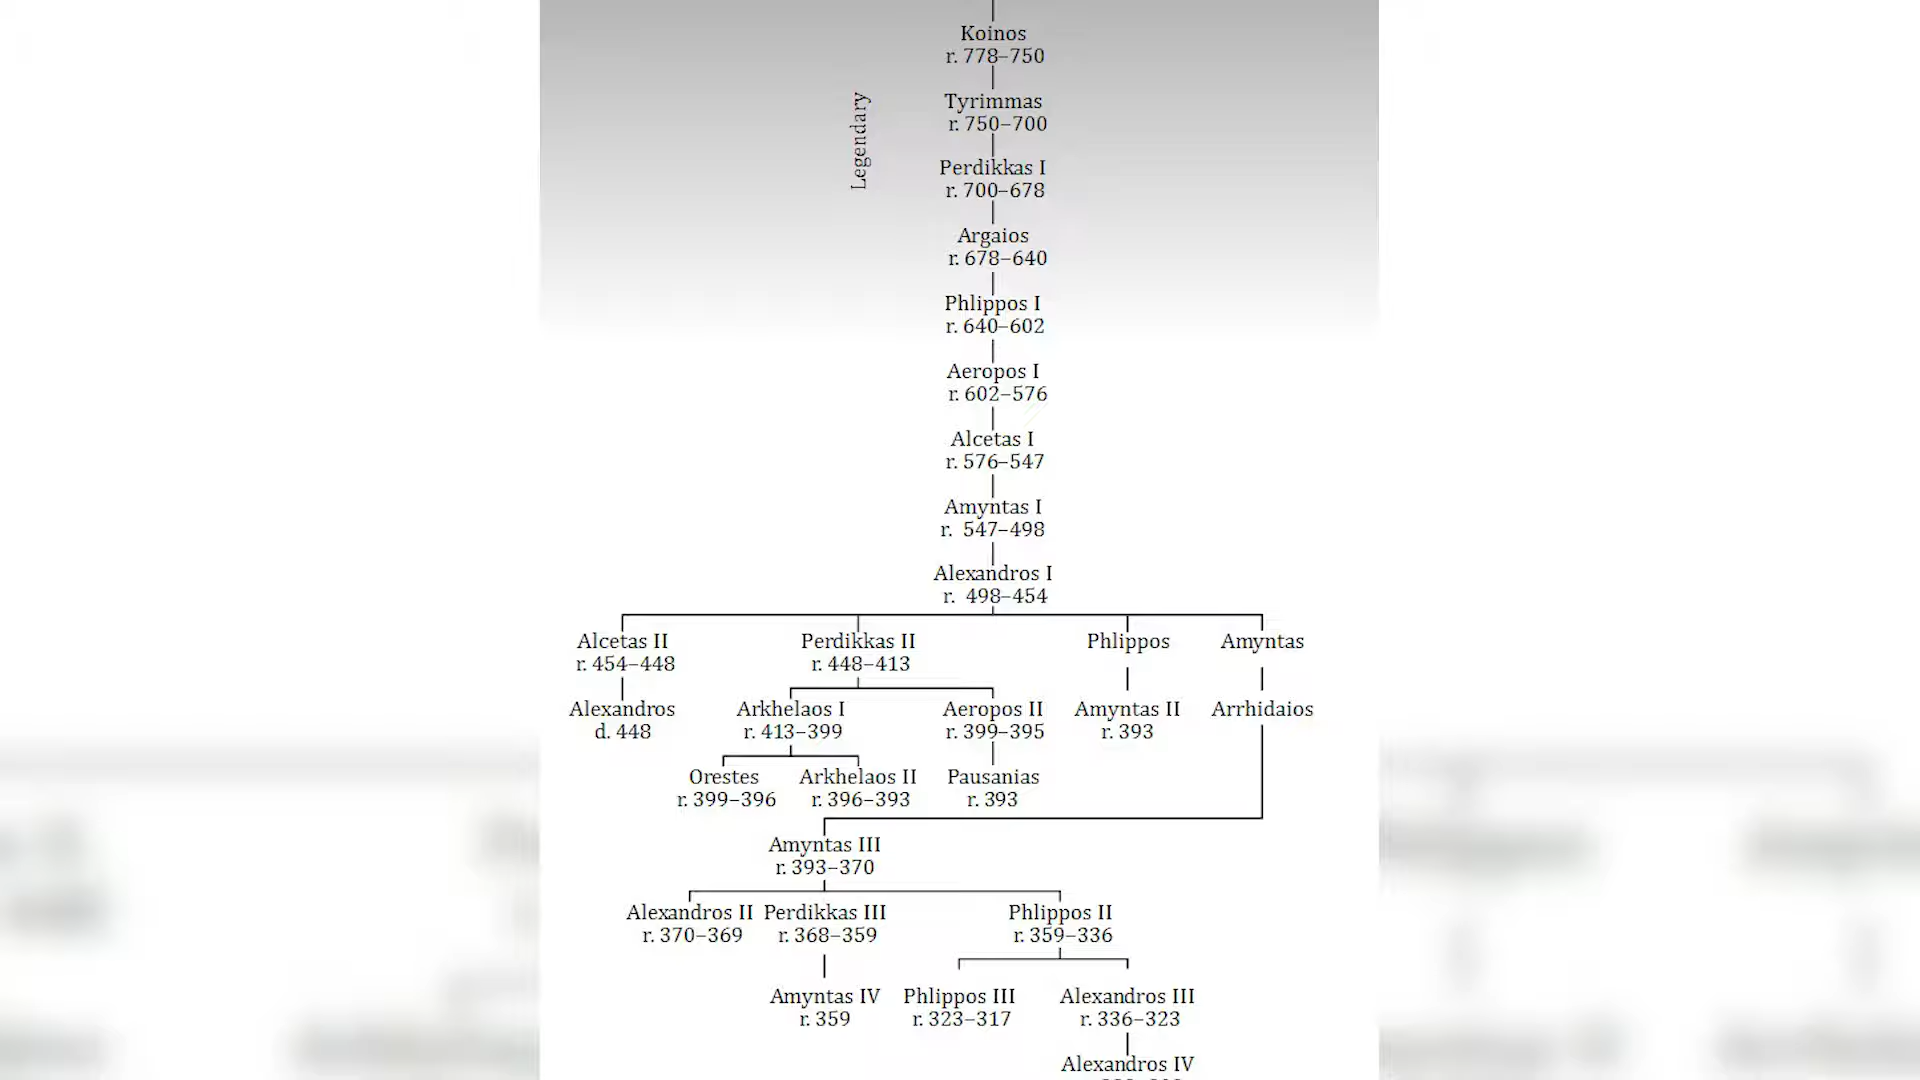 Koinos
r. 778–750
Legendary
Tyrimmas
r. 750–700
Perdikkas I
r. 700–678
Argaios
r. 678–640
Phlippos I
r. 640–602
Aeropos I
r. 602–576
Alcetas I
r. 576–547
Amyntas I
r. 547–498
Alexandros I
r. 498–454
Alcetas II
r. 454–448
Perdikkas II
r. 448–413
Phlippos
Amyntas
Alexandros
d. 448
Arkhelaos I
r. 413–399
Aeropos II
r. 399–395
Amyntas II
r. 393
Arrhidaios
Orestes
r. 399–396
Arkhelaos II
r. 396–393
Pausanias
r. 393
Amyntas III
r. 393–370
Alexandros II
r. 370–369
Perdikkas III
r. 368–359
Phlippos II
r. 359–336
Amyntas IV
r. 359
Phlippos III
r. 323–317
Alexandros III
r. 336–323
Alexandros IV